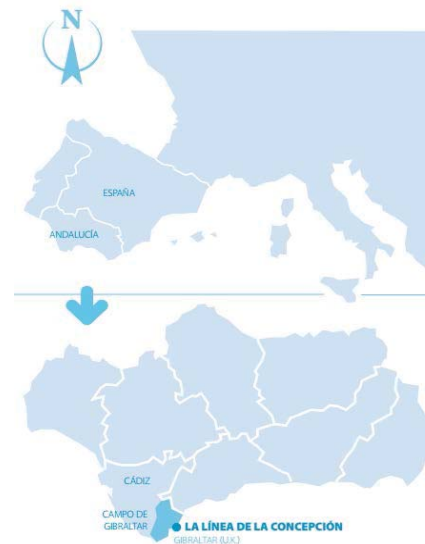 N
ESPAÑA
ANDALUCÍA
CÁDIZ
CAMPO DE
GIBRALTAR
LA LÍNEA DE LA CONCEPCIÓN
GIBRALTAR (U.K.)